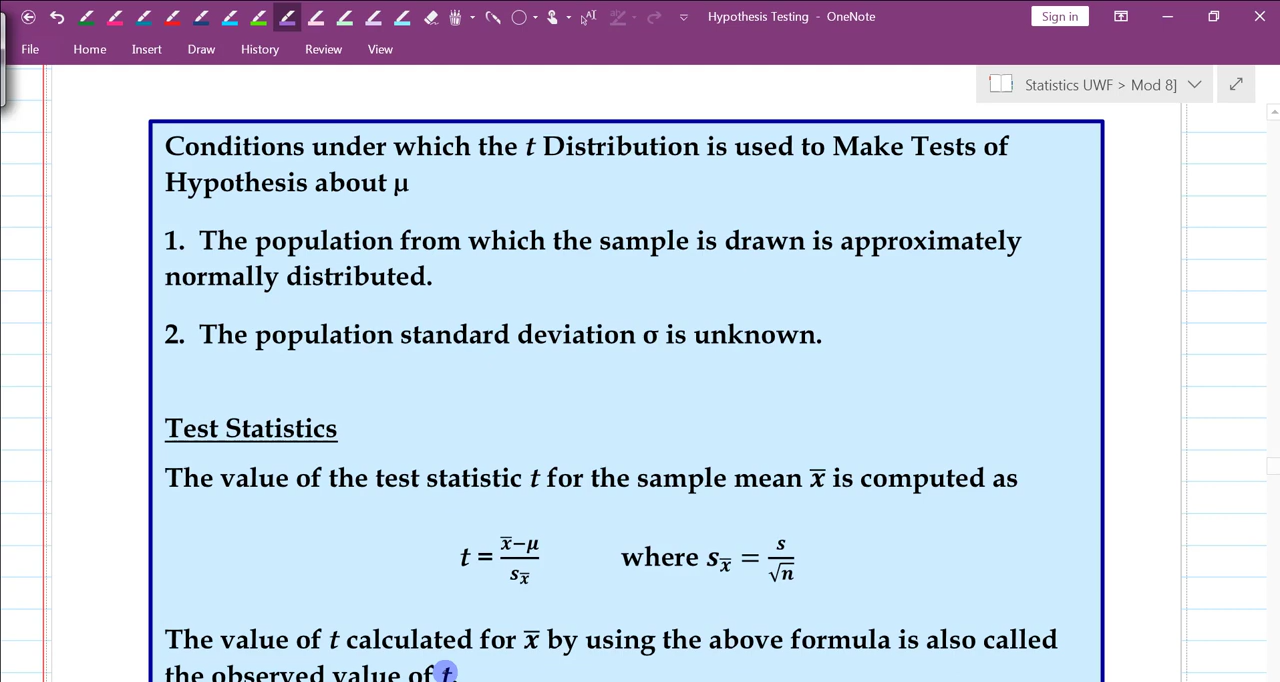 Hypothesis Testing - OneNote
Sign in
File Home Insert Draw History Review View
Statistics UWF > Mod 8]
Conditions under which the t Distribution is used to Make Tests of
Hypothesis about μ
1. The population from which the sample is drawn is approximately
normally distributed.
2. The population standard deviation σ is unknown.
Test Statistics
The value of the test statistic t for the sample mean x̅ is computed as
t = (x̅−μ)/s_x̅ where s_x̅ = s/√n
The value of t calculated for x̅ by using the above formula is also called
the observed value of t.